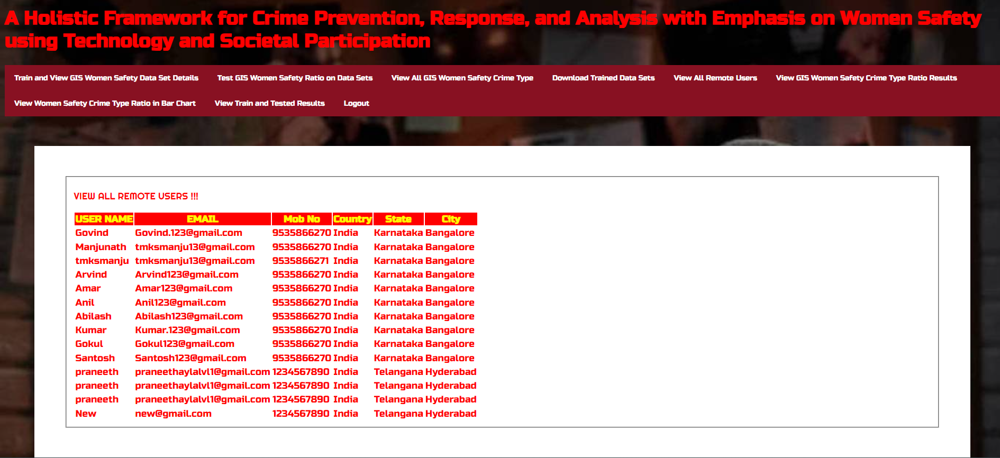 A Holistic Framework for Crime Prevention, Response, and Analysis with Emphasis on Women Safety
using Technology and Societal Participation
Train and View GIS Women Safety Data Set Details Test GIS Women Safety Ratio on Data Sets View All GIS Women Safety Crime Type Download Trained Data Sets View All Remote Users View GIS Women Safety Crime Type Ratio Results
View Women Safety Crime Type Ratio in Bar Chart View Train and Tested Results Logout
VIEW ALL REMOTE USERS !!!
USER NAME EMAIL Mob No Country State City
Govind Govind.123@gmail.com 9535866270 India Karnataka Bangalore
Manjunath tmksmanju13@gmail.com 9535866270 India Karnataka Bangalore
tmksmanju tmksmanju13@gmail.com 9535866271 India Karnataka Bangalore
Arvind Arvind123@gmail.com 9535866270 India Karnataka Bangalore
Amar Amar123@gmail.com 9535866270 India Karnataka Bangalore
Anil Anil123@gmail.com 9535866270 India Karnataka Bangalore
Abilash Abilash123@gmail.com 9535866270 India Karnataka Bangalore
Kumar Kumar.123@gmail.com 9535866270 India Karnataka Bangalore
Gokul Gokul123@gmail.com 9535866270 India Karnataka Bangalore
Santosh Santosh123@gmail.com 9535866270 India Karnataka Bangalore
praneeth praneethaylalvl1@gmail.com 1234567890 India Telangana Hyderabad
praneeth praneethaylalvl1@gmail.com 1234567890 India Telangana Hyderabad
praneeth praneethaylalvl1@gmail.com 1234567890 India Telangana Hyderabad
New new@gmail.com 1234567890 India Telangana Hyderabad